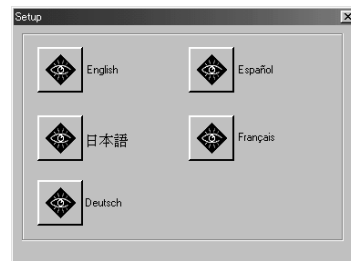 Setup
English
Español
日本語
Français
Deutsch